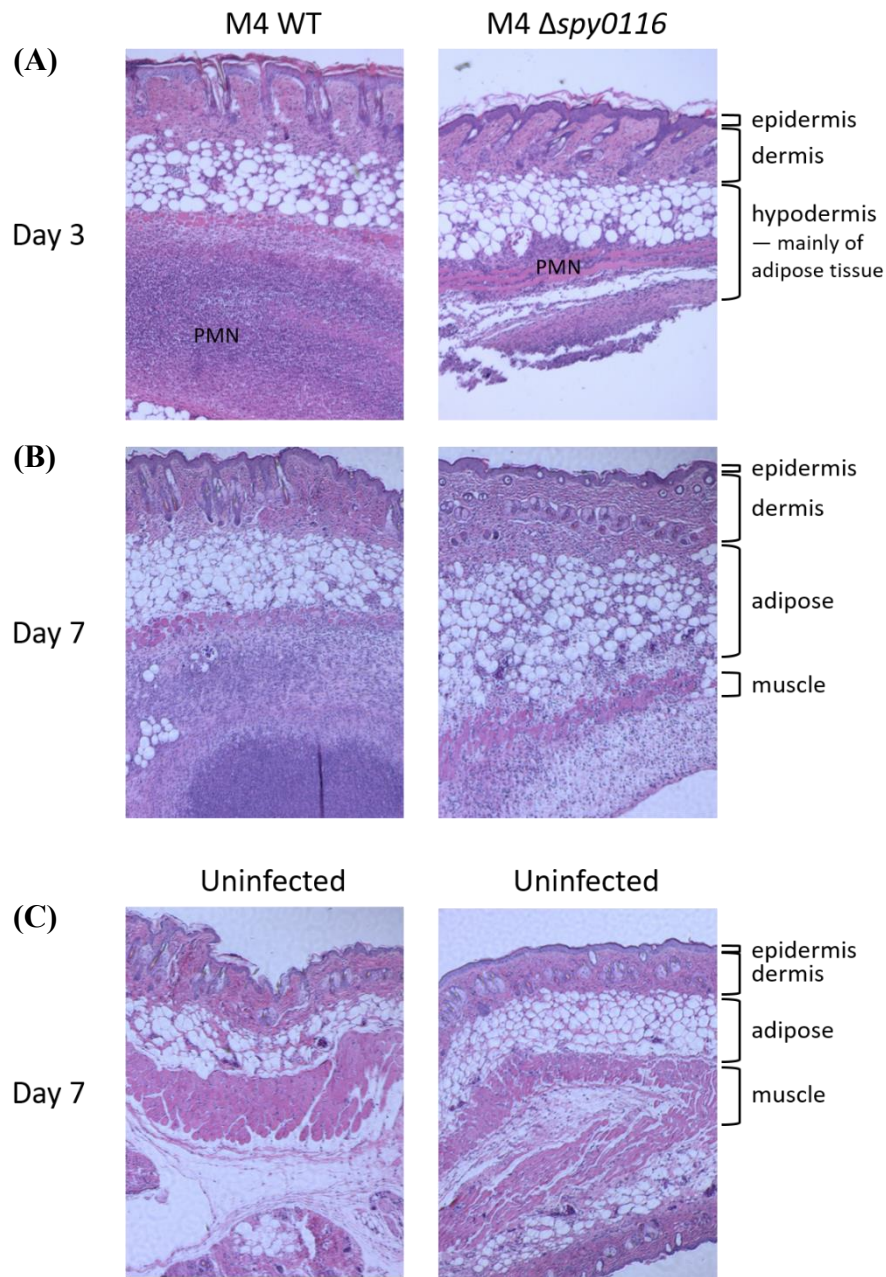 M4 WT
M4 Δspy0116
(A)
Day 3
PMN
PMN
epidermis
dermis
hypodermis
— mainly of
adipose tissue
(B)
Day 7
epidermis
dermis
adipose
muscle
Uninfected
Uninfected
(C)
Day 7
epidermis
dermis
adipose
muscle